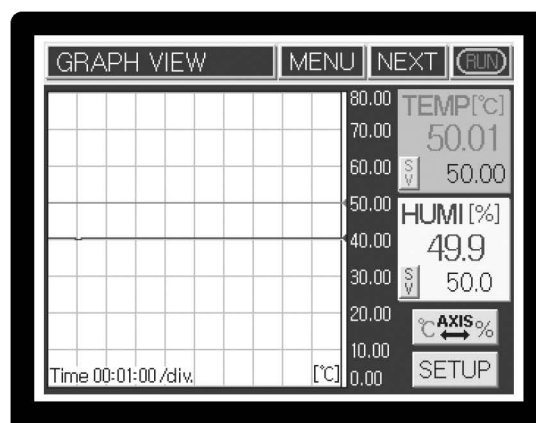 GRAPH VIEW MENU NEXT RUN
80.00
70.00
60.00
50.00
40.00
30.00
20.00
10.00
0.00
TEMP[℃]
50.01
SV 50.00
HUMI [%]
49.9
SV 50.0
℃ AXIS %
SETUP
Time 00:01:00 /div. [℃]